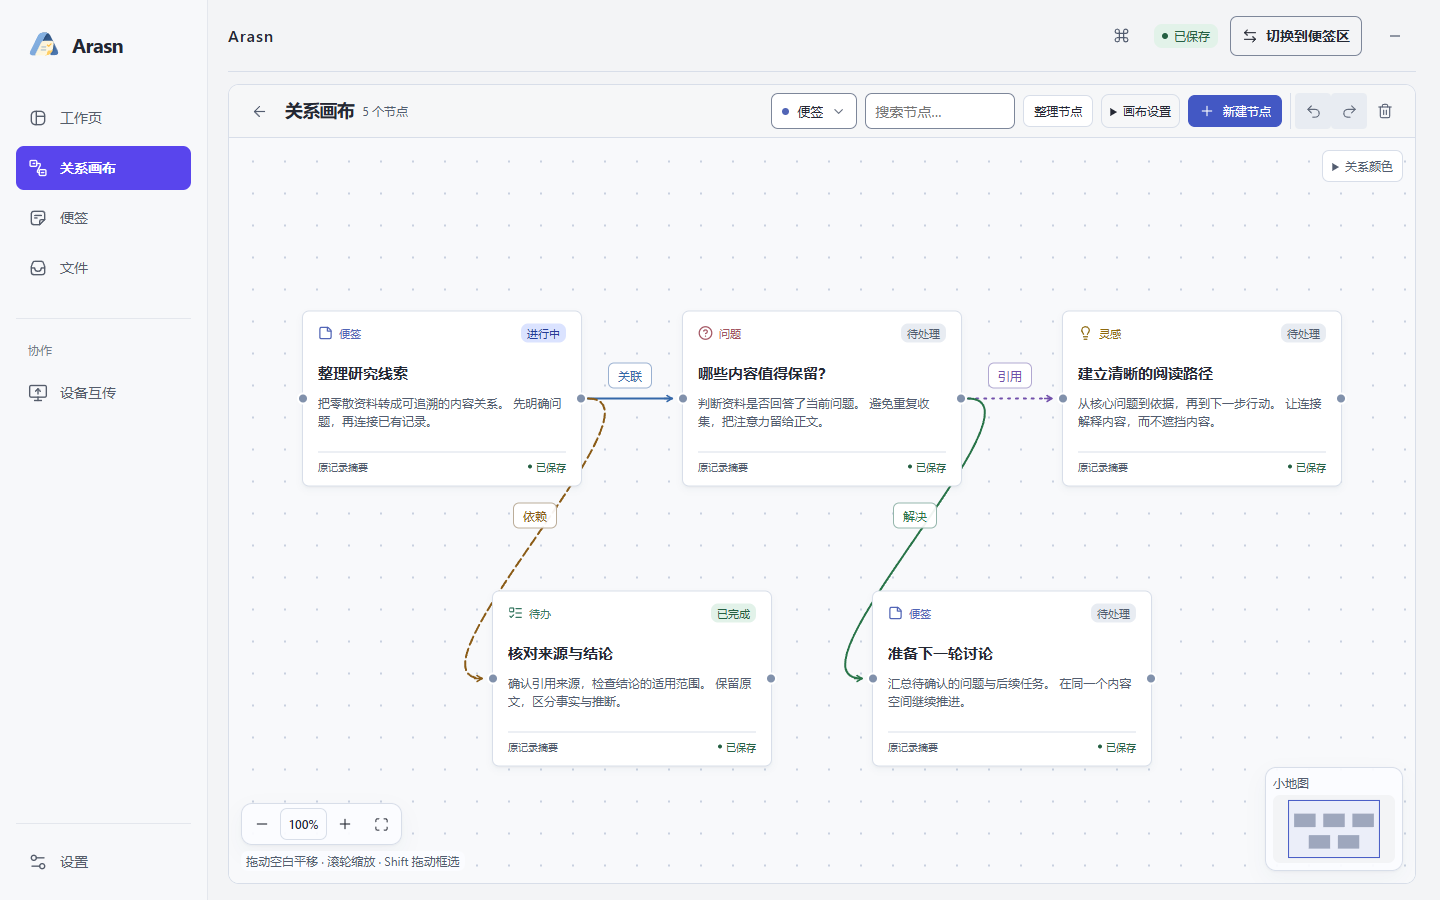 Arasn
工作页
关系画布
便签
文件
协作
设备互传
设置
Arasn
已保存
切换到便签区
关系画布 5 个节点
便签
搜索节点...
整理节点
画布设置
新建节点
关系颜色
便签 进行中
整理研究线索
把零散资料转成可追溯的内容关系。 先明确问
题，再连接已有记录。
原记录摘要 已保存
关联
问题 待处理
哪些内容值得保留？
判断资料是否回答了当前问题。 避免重复收
集，把注意力留给正文。
原记录摘要 已保存
引用
灵感 待处理
建立清晰的阅读路径
从核心问题到依据，再到下一步行动。 让连接
解释内容，而不遮挡内容。
原记录摘要 已保存
依赖
解决
待办 已完成
核对来源与结论
确认引用来源，检查结论的适用范围。 保留原
文，区分事实与推断。
原记录摘要 已保存
便签 待处理
准备下一轮讨论
汇总待确认的问题与后续任务。 在同一个内容
空间继续推进。
原记录摘要 已保存
100%
拖动空白平移 · 滚轮缩放 · Shift 拖动框选
小地图